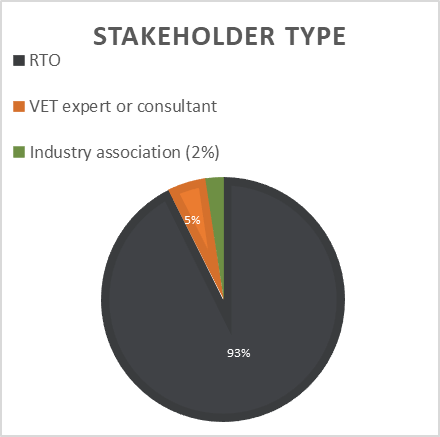 STAKEHOLDER TYPE
RTO
VET expert or consultant
Industry association (2%)
5%
93%